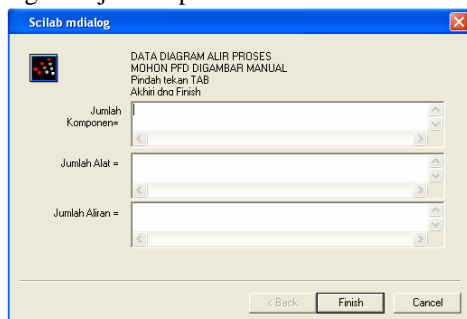 Scilab mdialog
DATA DIAGRAM ALIR PROSES
MOHON PFD DIGAMBAR MANUAL
Pindah tekan TAB
Akhiri dng Finish
Jumlah
Komponen=
Jumlah Alat =
Jumlah Aliran =
< Back
Finish
Cancel